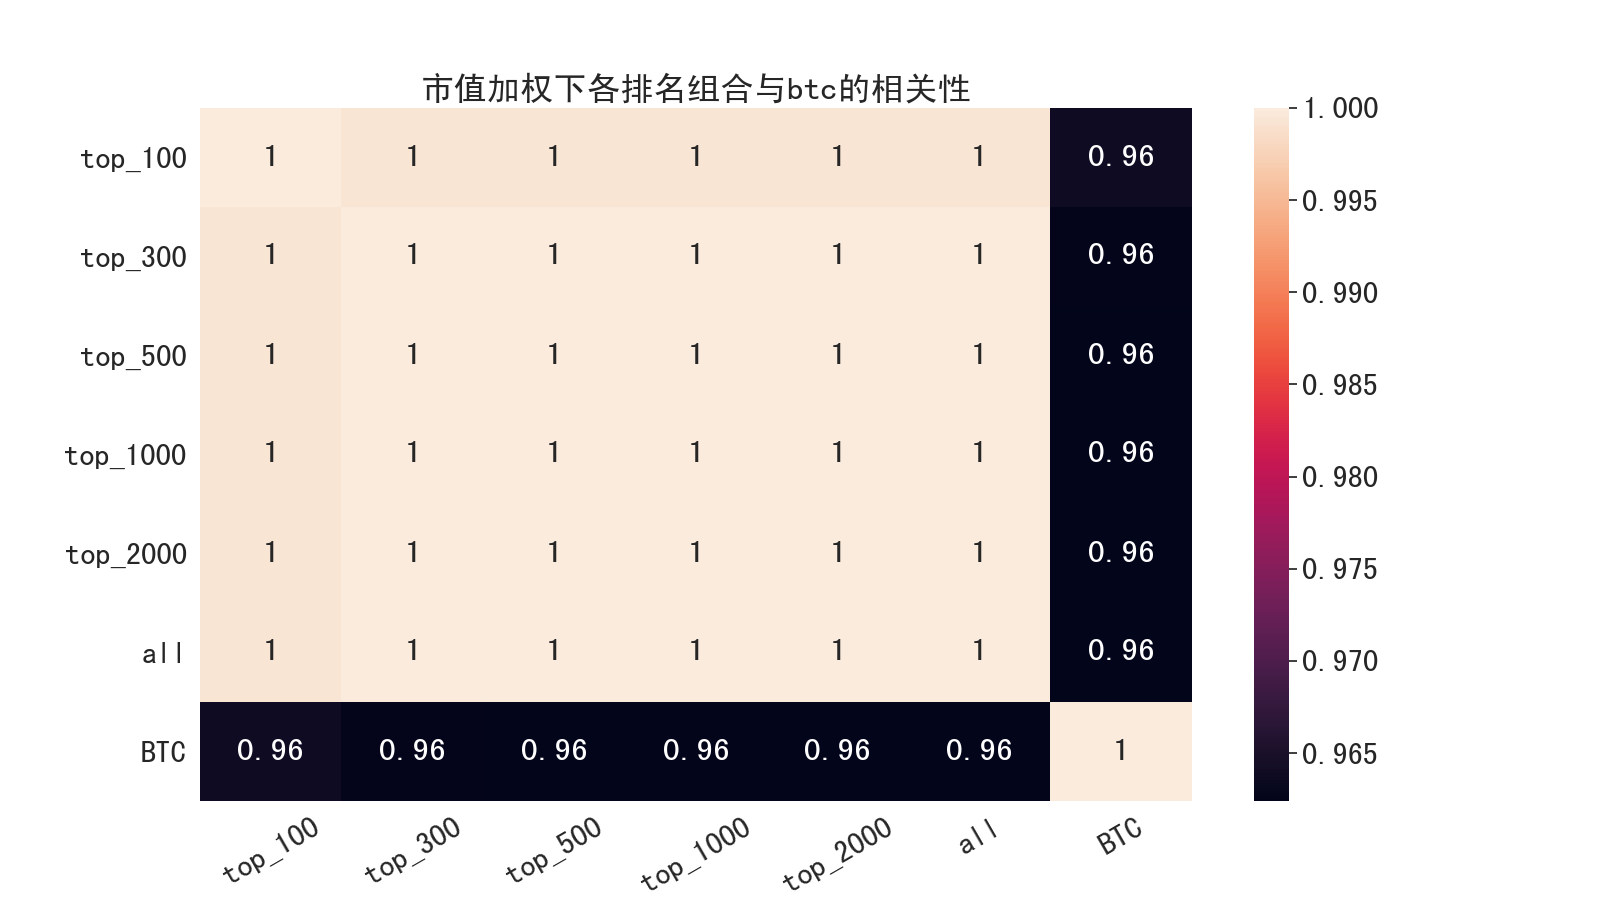 市值加权下各排名组合与btc的相关性
top_100 1 1 1 1 1 1 0.96
top_300 1 1 1 1 1 1 0.96
top_500 1 1 1 1 1 1 0.96
top_1000 1 1 1 1 1 1 0.96
top_2000 1 1 1 1 1 1 0.96
all 1 1 1 1 1 1 0.96
BTC 0.96 0.96 0.96 0.96 0.96 0.96 1
top_100 top_300 top_500 top_1000 top_2000 all BTC
1.000
0.995
0.990
0.985
0.980
0.975
0.970
0.965